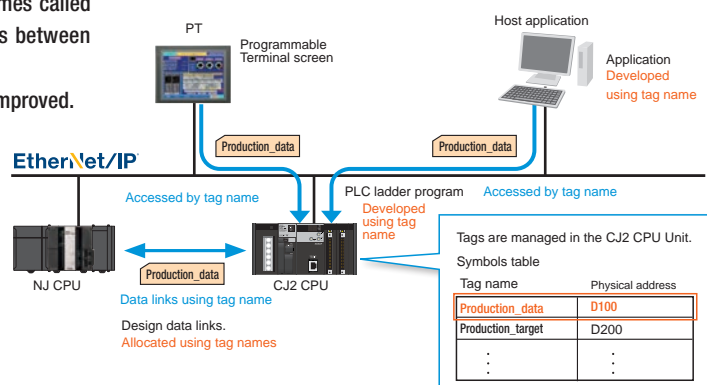 mes called
s between
mproved.
PT
Programmable
Terminal screen
Host application
Application
Developed
using tag name
Production_data
Production_data
EtherNet/IP
Accessed by tag name
PLC ladder program
Developed
using tag
name
Accessed by tag name
NJ CPU
Production_data
CJ2 CPU
Data links using tag name
Design data links.
Allocated using tag names
Tags are managed in the CJ2 CPU Unit.
Symbols table
Tag name Physical address
Production_data D100
Production_target D200
: :